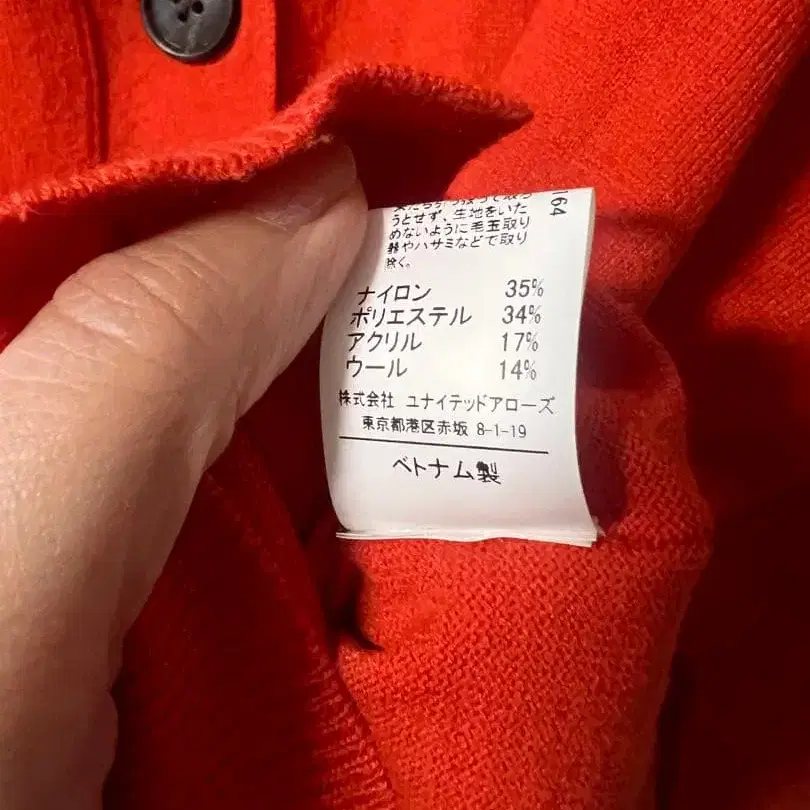 うとせず、生地をいた
めないように毛玉取り
器やハサミなどで取り
除く。
ナイロン 35%
ポリエステル 34%
アクリル 17%
ウール 14%
株式会社 ユナイテッドアローズ
東京都港区赤坂 8-1-19
ベトナム製
164